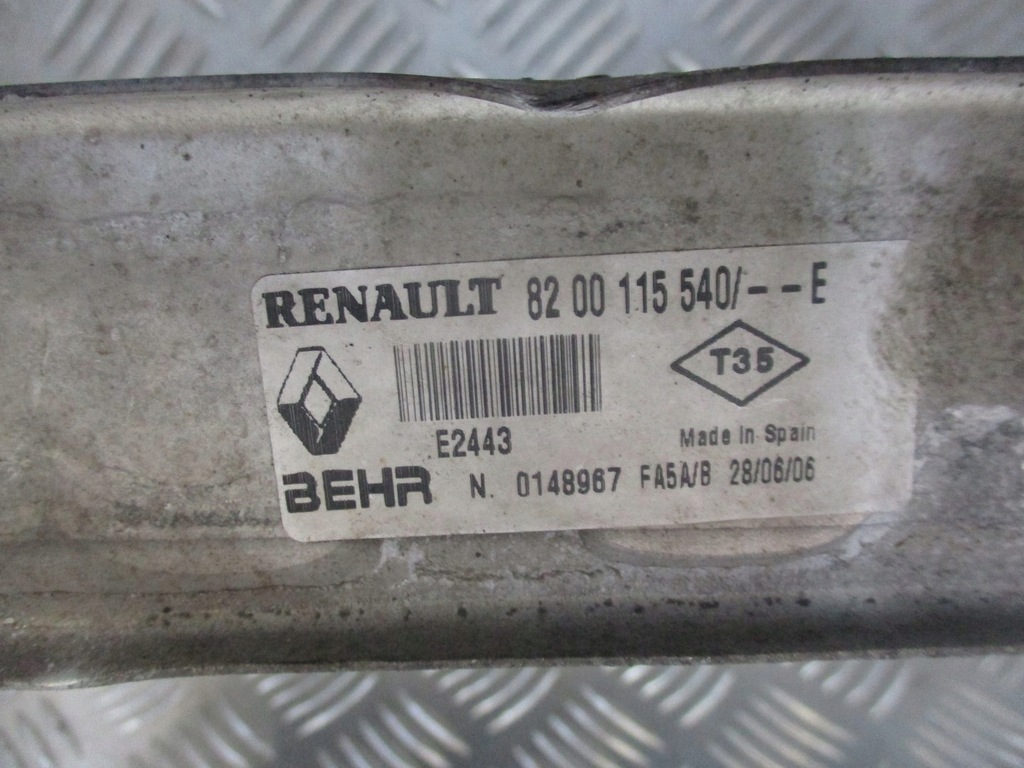 RENAULT 82 00 115 540/--E
T35
E2443
Made in Spain
BEHR N. 0148967 FA5A/B 28/06/06